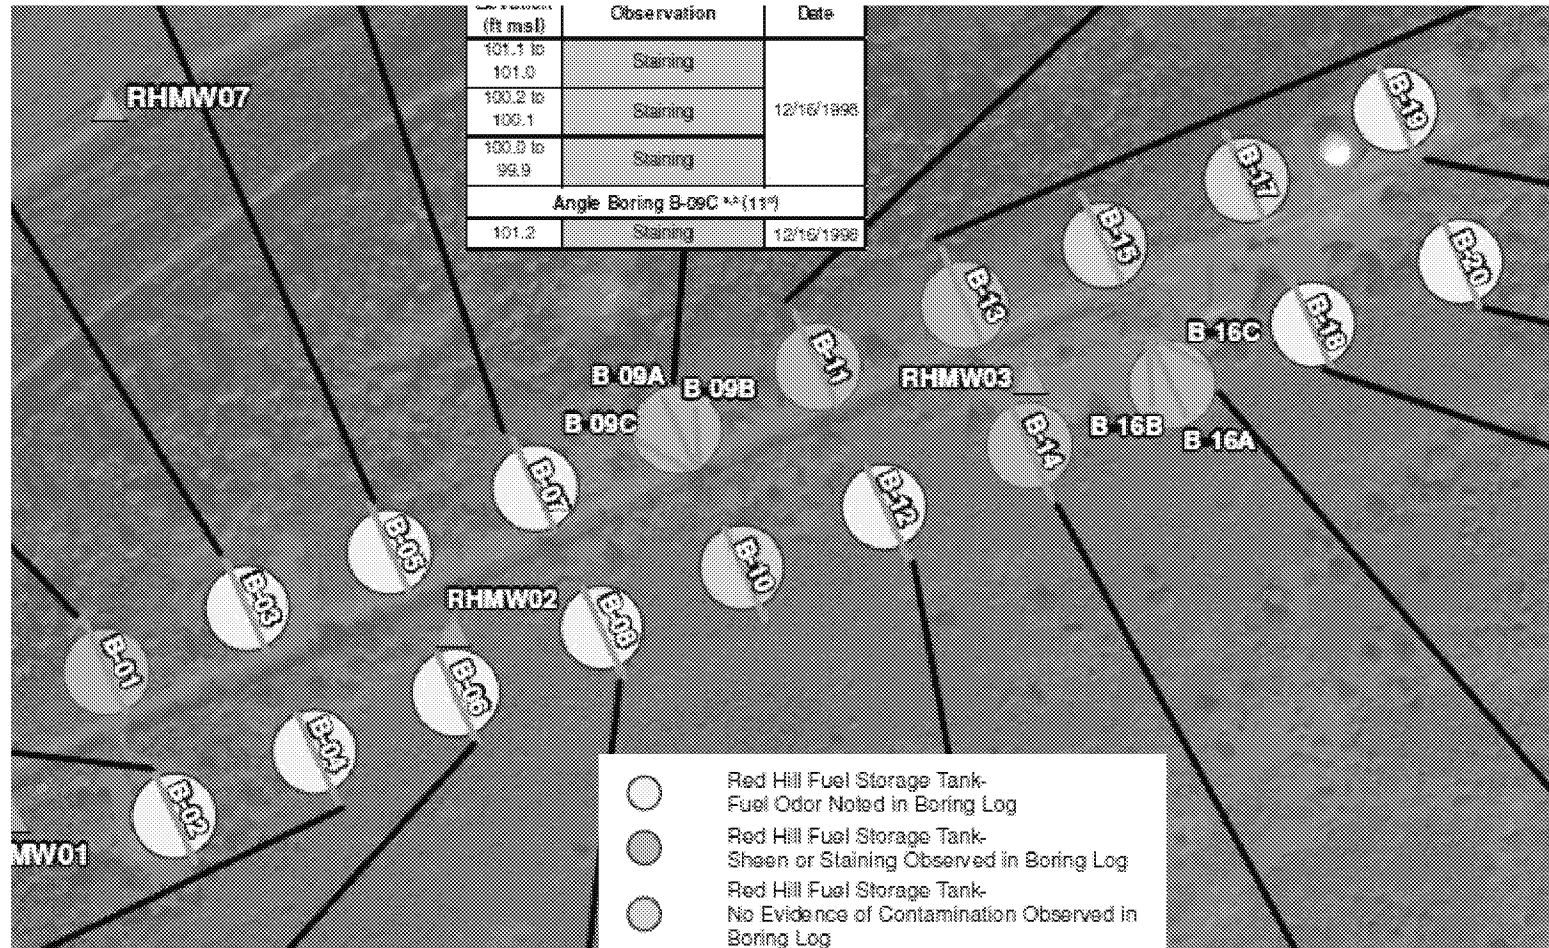 (ft msl)
Observation
Date
101.1 to
101.0
Staining
100.2 to
100.1
Staining
12/16/1998
100.0 to
99.9
Staining
Angle Boring B-09C (11°)
101.2
Staining
12/16/1998
RHMW07
B-19
B-17
B-15
B-20
B-13
B-18
B-16C
B-11
B-09A
B-09B
RHMW03
B-09C
B-16B
B-16A
B-14
B-07
B-12
B-05
B-10
B-03
RHMW02
B-08
B-01
B-06
B-04
B-02
MW01
Red Hill Fuel Storage Tank-
Fuel Odor Noted in Boring Log
Red Hill Fuel Storage Tank-
Sheen or Staining Observed in Boring Log
Red Hill Fuel Storage Tank-
No Evidence of Contamination Observed in
Boring Log